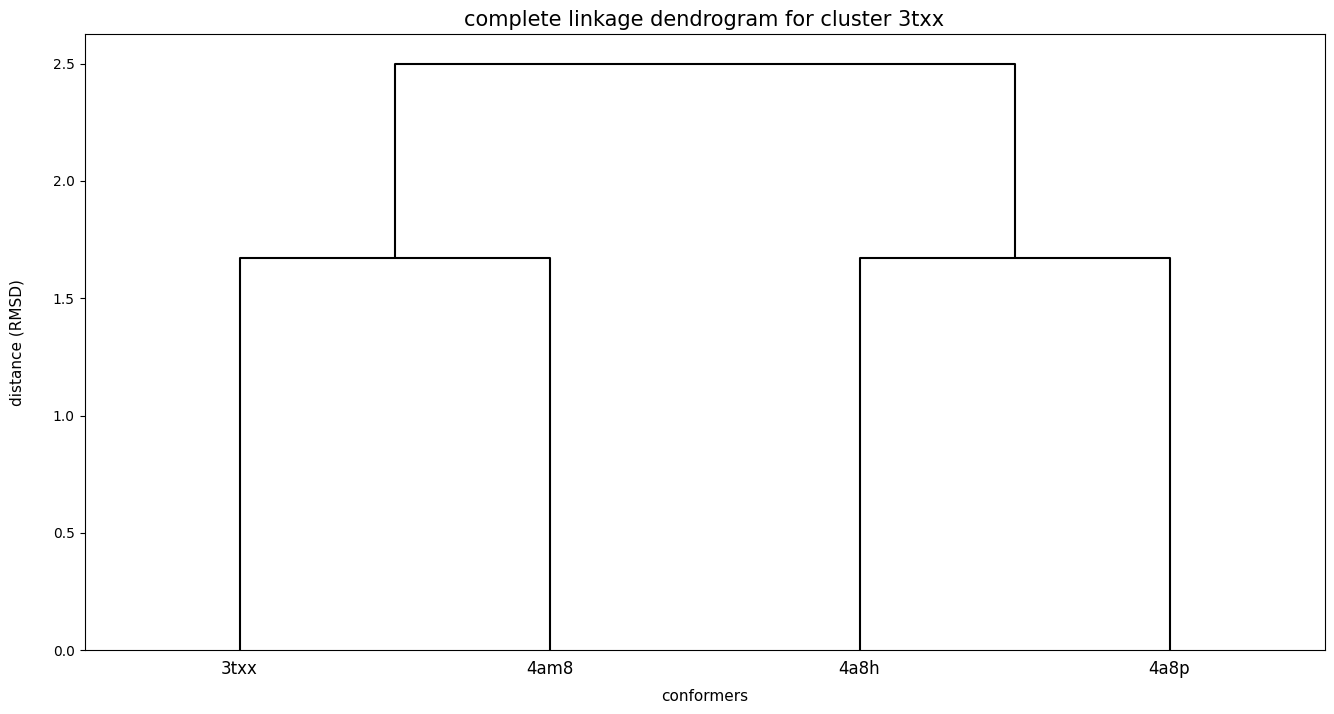 complete linkage dendrogram for cluster 3txx
2.5
2.0
1.5
1.0
0.5
0.0
distance (RMSD)
3txx 4am8 4a8h 4a8p
conformers